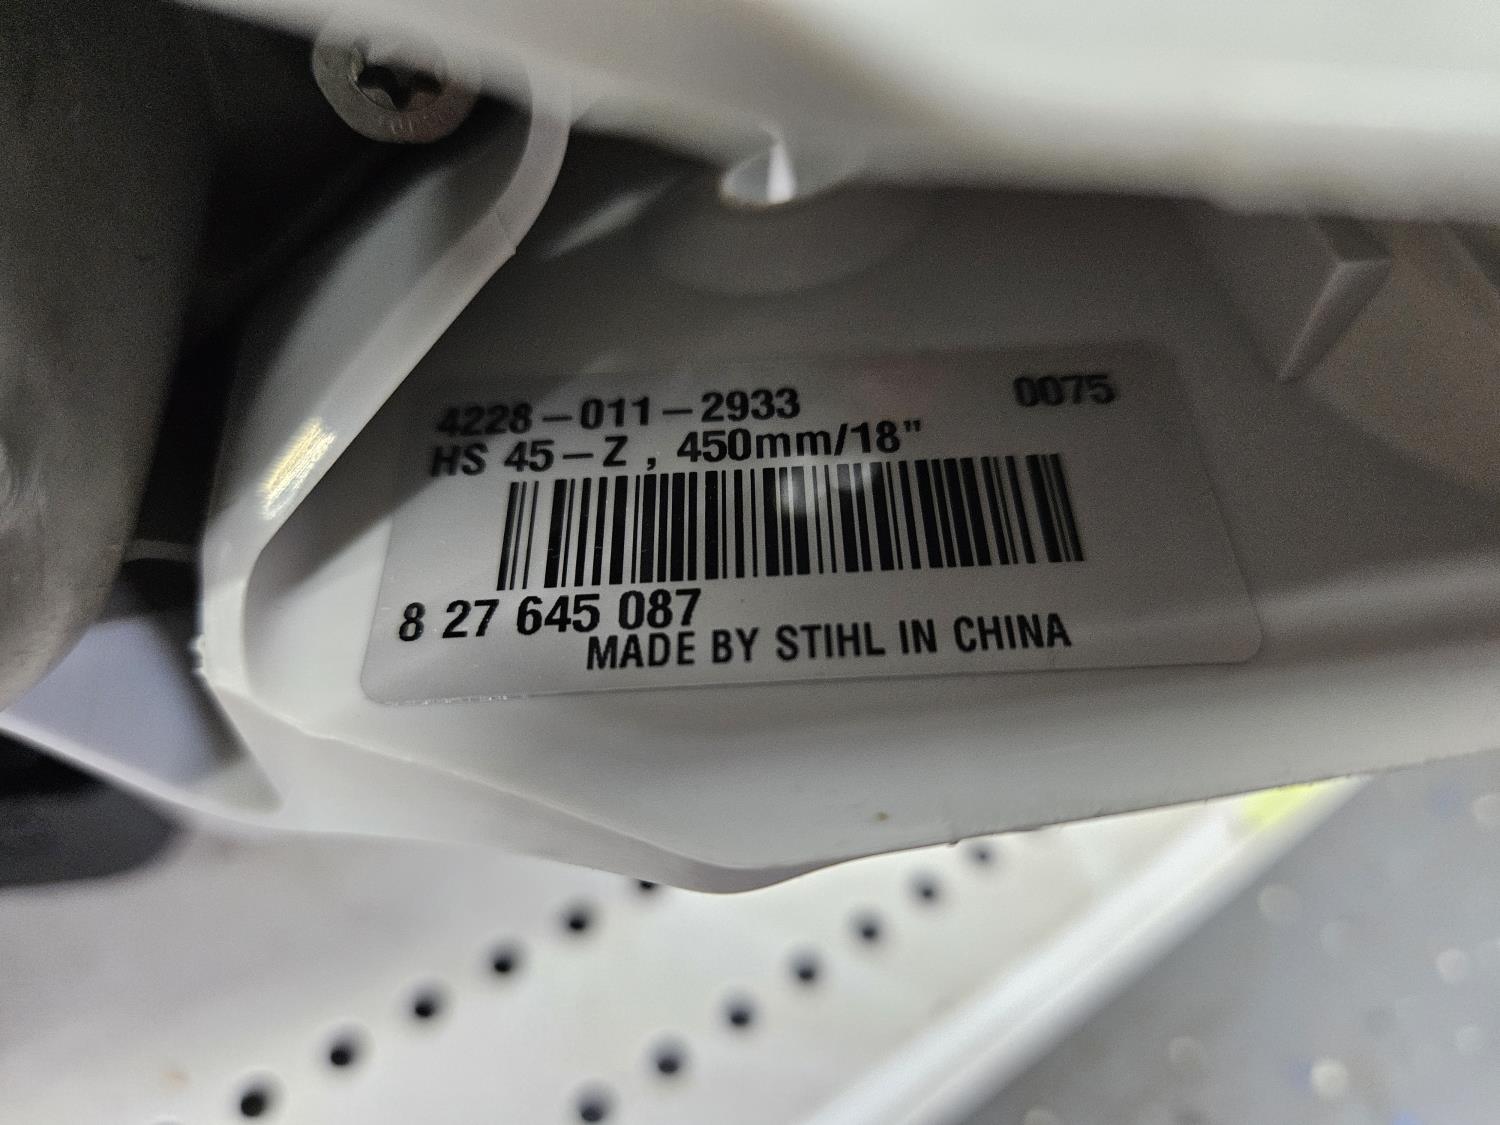 4228-011-2933 0075
HS 45-Z , 450mm/18"
8 27 645 087
MADE BY STIHL IN CHINA